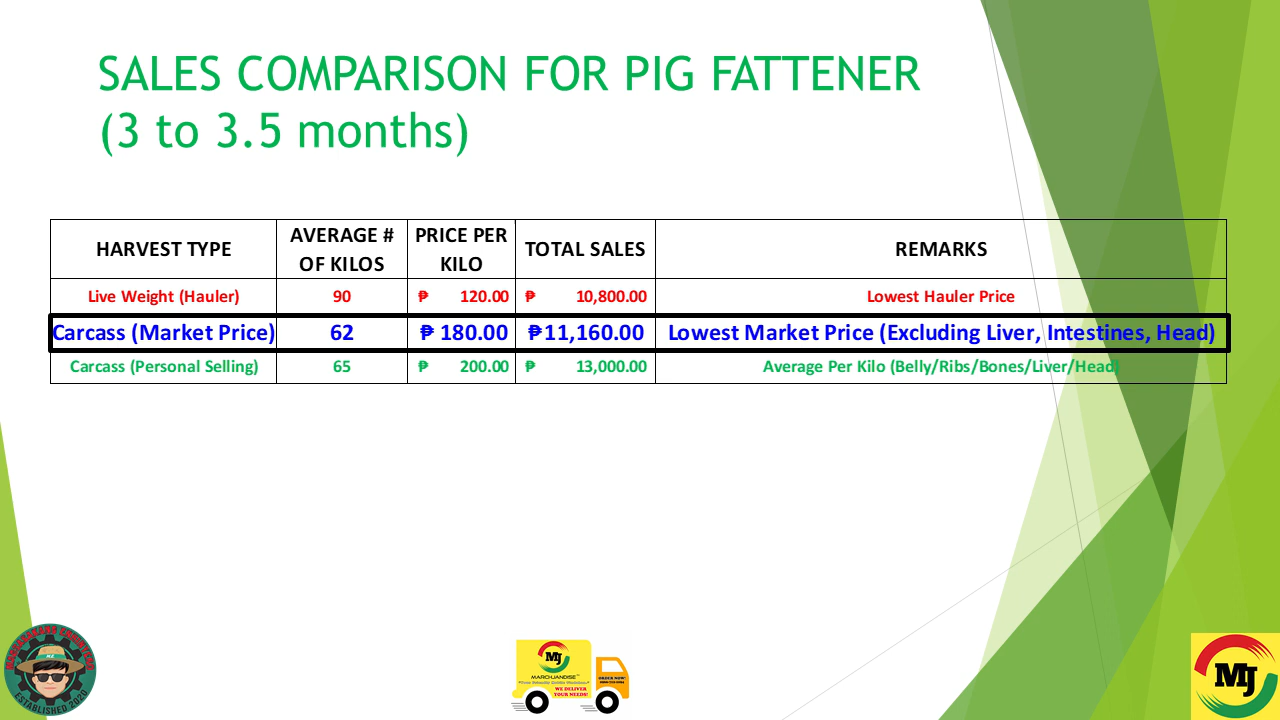 SALES COMPARISON FOR PIG FATTENER
(3 to 3.5 months)
HARVEST TYPE AVERAGE # OF KILOS PRICE PER KILO TOTAL SALES REMARKS
Live Weight (Hauler) 90 ₱ 120.00 ₱ 10,800.00 Lowest Hauler Price
Carcass (Market Price) 62 ₱ 180.00 ₱11,160.00 Lowest Market Price (Excluding Liver, Intestines, Head)
Carcass (Personal Selling) 65 ₱ 200.00 ₱ 13,000.00 Average Per Kilo (Belly/Ribs/Bones/Liver/Head)
ESTABLISHED 2020
MJ
MARCHJANDISE
WE DELIVER
YOUR NEEDS!
ORDER NOW!
MJ